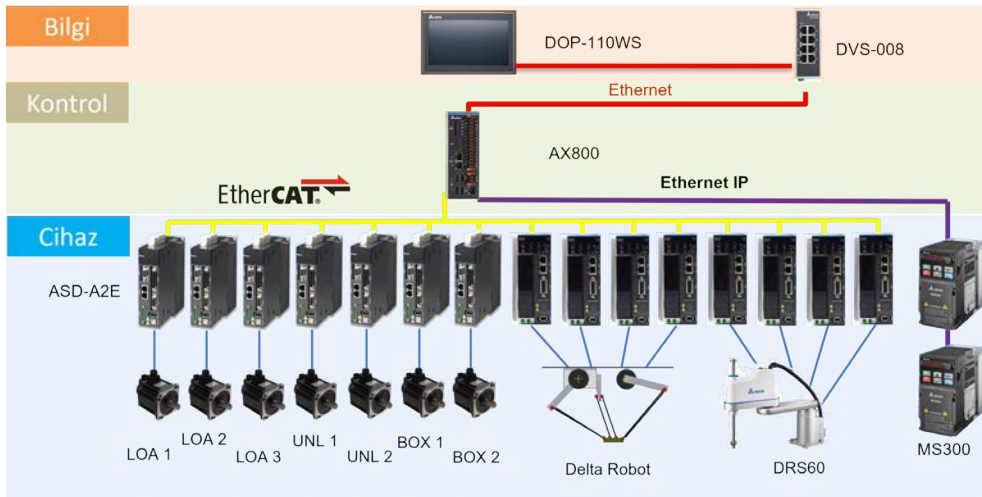 Bilgi
DOP-110WS
DVS-008
Ethernet
Kontrol
AX800
EtherCAT®
Ethernet IP
Cihaz
ASD-A2E
LOA 1
LOA 2
LOA 3
UNL 1
UNL 2
BOX 1
BOX 2
Delta Robot
DRS60
MS300